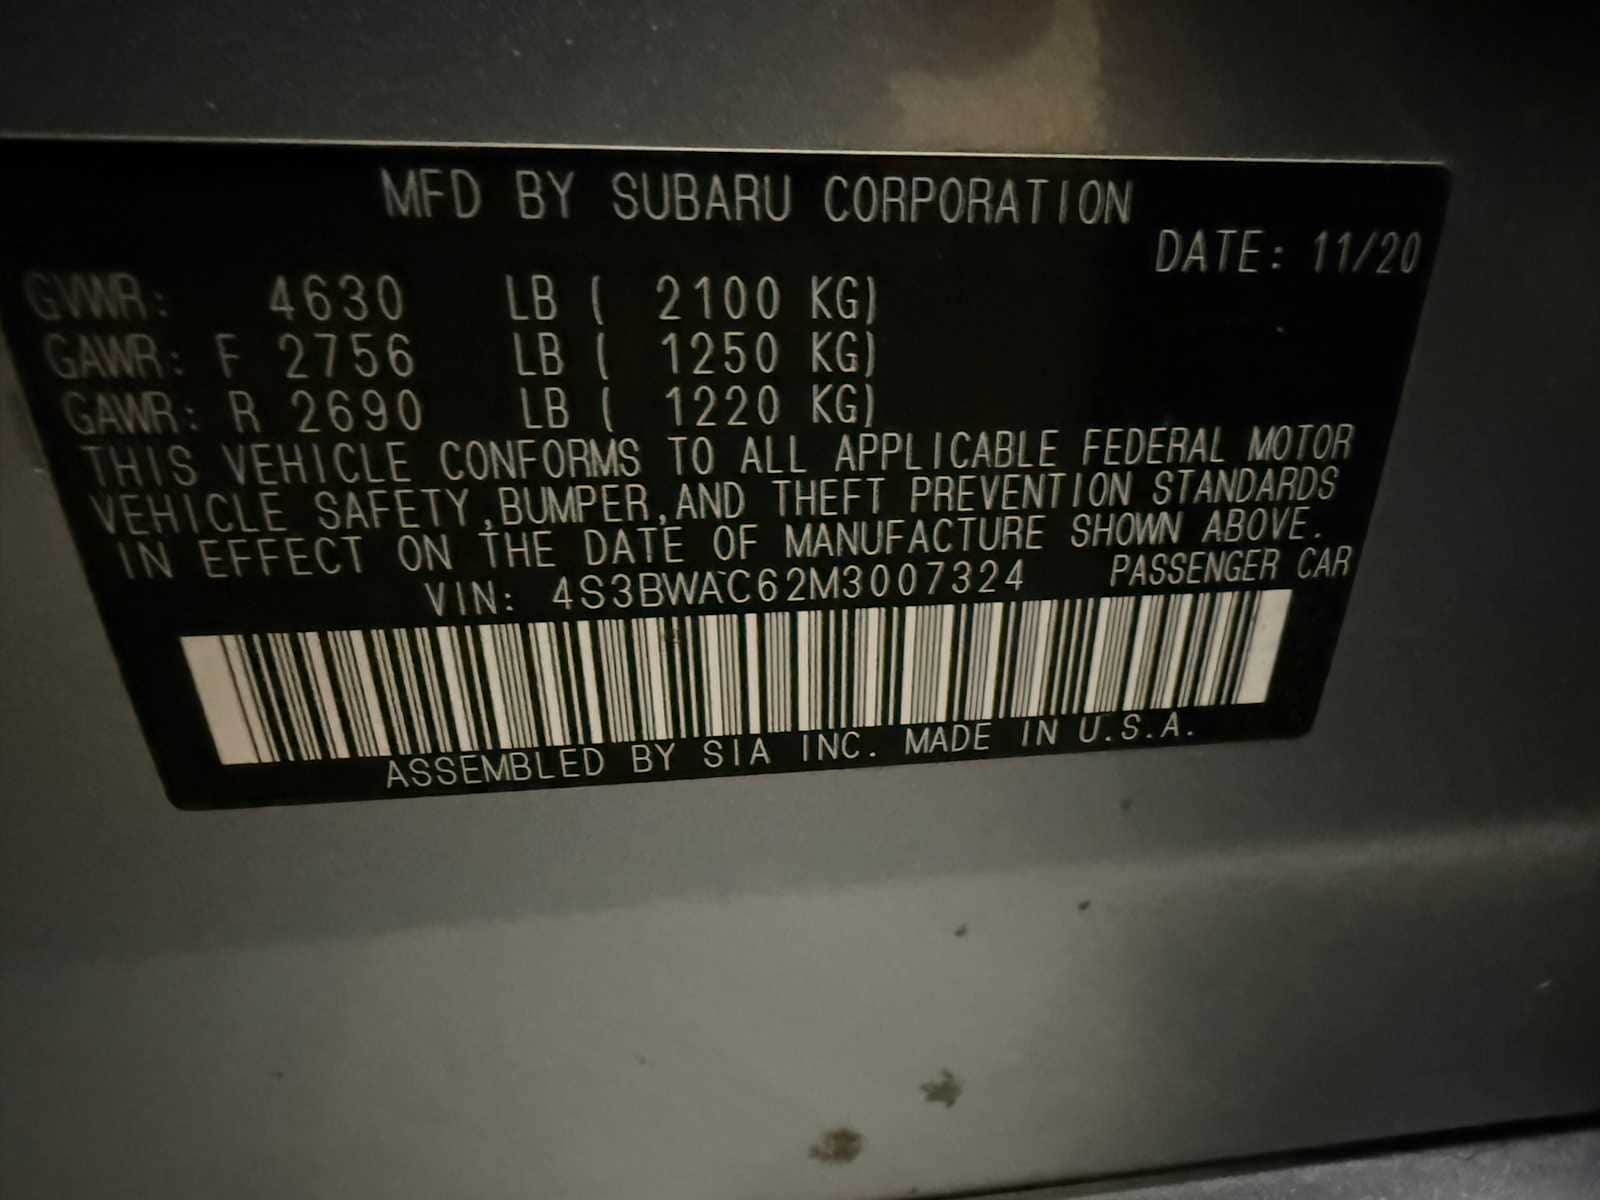 MFD BY SUBARU CORPORATION
DATE: 11/20
GVWR: 4630 LB ( 2100 KG)
GAWR: F 2756 LB ( 1250 KG)
GAWR: R 2690 LB ( 1220 KG)
THIS VEHICLE CONFORMS TO ALL APPLICABLE FEDERAL MOTOR
VEHICLE SAFETY,BUMPER,AND THEFT PREVENTION STANDARDS
IN EFFECT ON THE DATE OF MANUFACTURE SHOWN ABOVE.
VIN: 4S3BWAC62M3007324 PASSENGER CAR
ASSEMBLED BY SIA INC. MADE IN U.S.A.